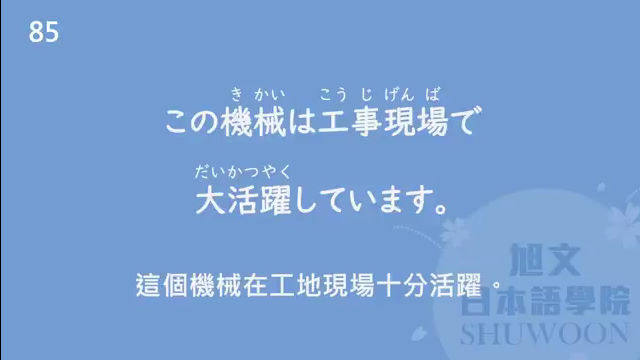 85
き かい こう じ げん ば
この機械は工事現場で
だいかつやく
大活躍しています。
這個機械在工地現場十分活躍。
旭文
日本語學院
SHUWOON